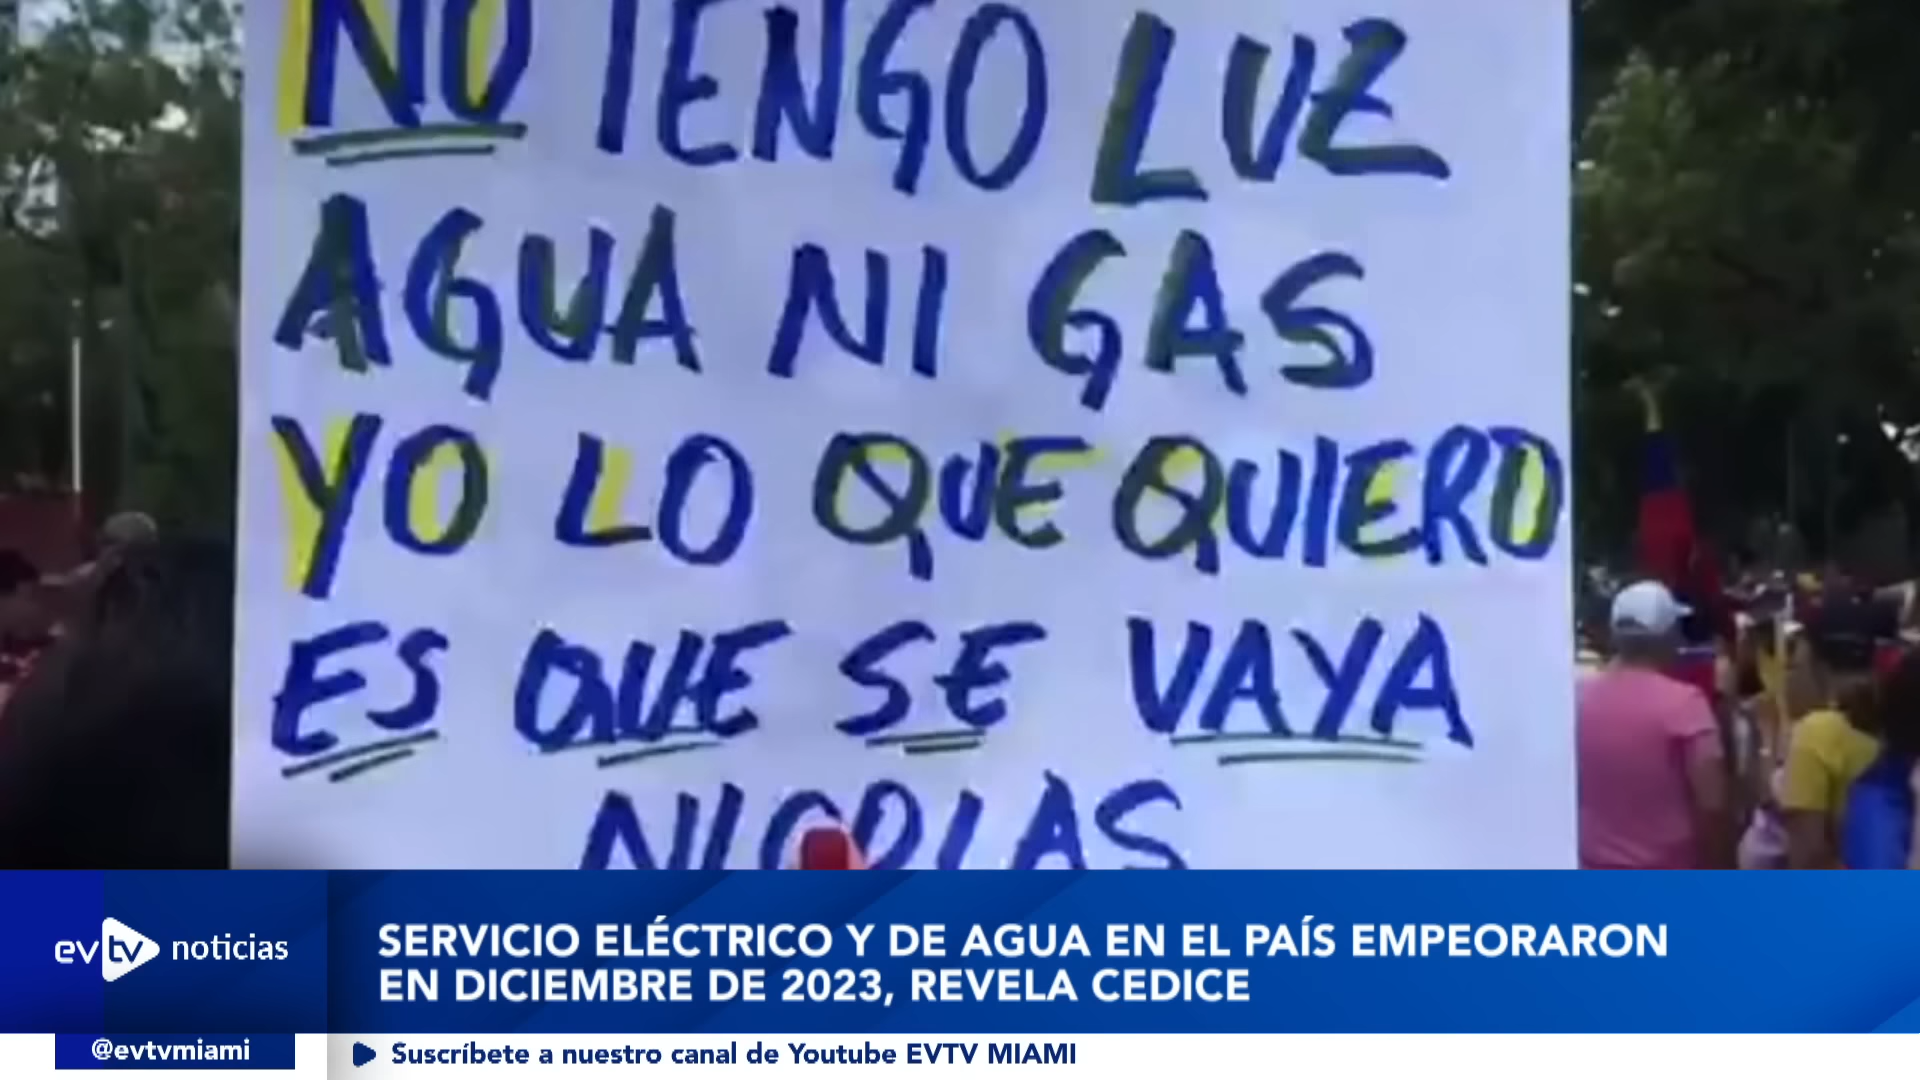 NO TENGO LUZ
AGUA NI GAS
YO LO QUE QUIERO
ES QUE SE VAYA
NICOLAS
evtv noticias
SERVICIO ELÉCTRICO Y DE AGUA EN EL PAÍS EMPEORARON
EN DICIEMBRE DE 2023, REVELA CEDICE
@evtvmiami
Suscríbete a nuestro canal de Youtube EVTV MIAMI